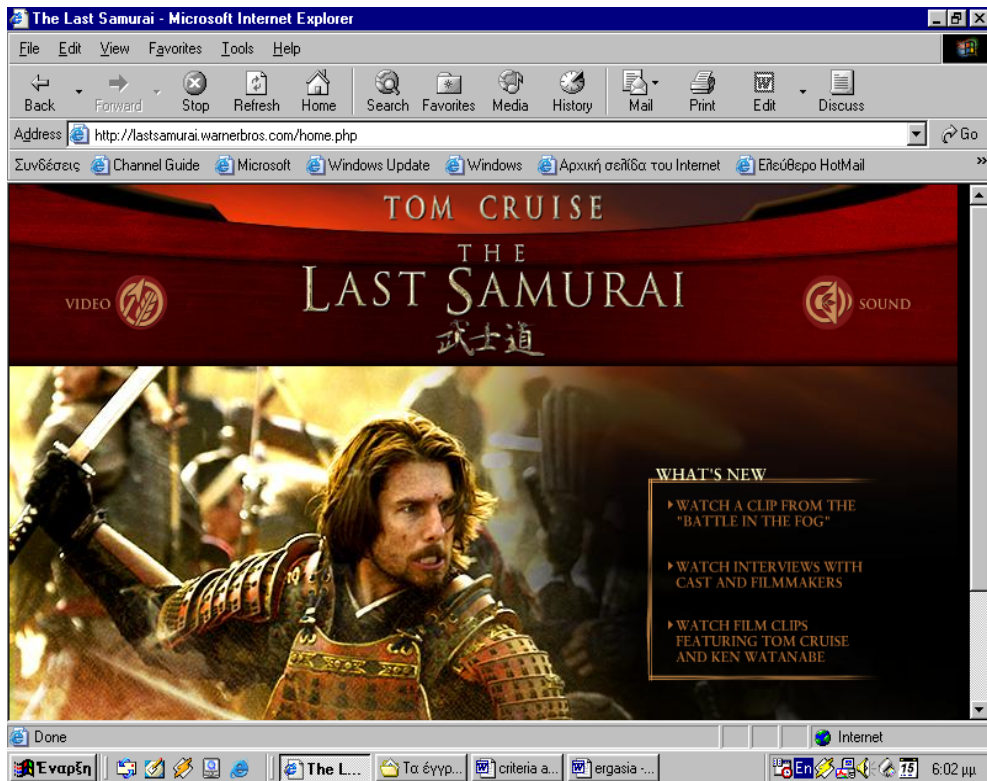 The Last Samurai - Microsoft Internet Explorer
File Edit View Favorites Tools Help
Back Forward Stop Refresh Home Search Favorites Media History Mail Print Edit Discuss
Address http://lastsamurai.warnerbros.com/home.php Go
Συνδέσεις Channel Guide Microsoft Windows Update Windows Αρχική σελίδα του Internet Ελεύθερο HotMail »
TOM CRUISE
THE
LAST SAMURAI
武士道
VIDEO
SOUND
WHAT'S NEW
WATCH A CLIP FROM THE
"BATTLE IN THE FOG"
WATCH INTERVIEWS WITH
CAST AND FILMMAKERS
WATCH FILM CLIPS
FEATURING TOM CRUISE
AND KEN WATANABE
Done Internet
Έναρξη The L... Τα έγγρ... criteria a... ergasia -... En 15 6:02 μμ